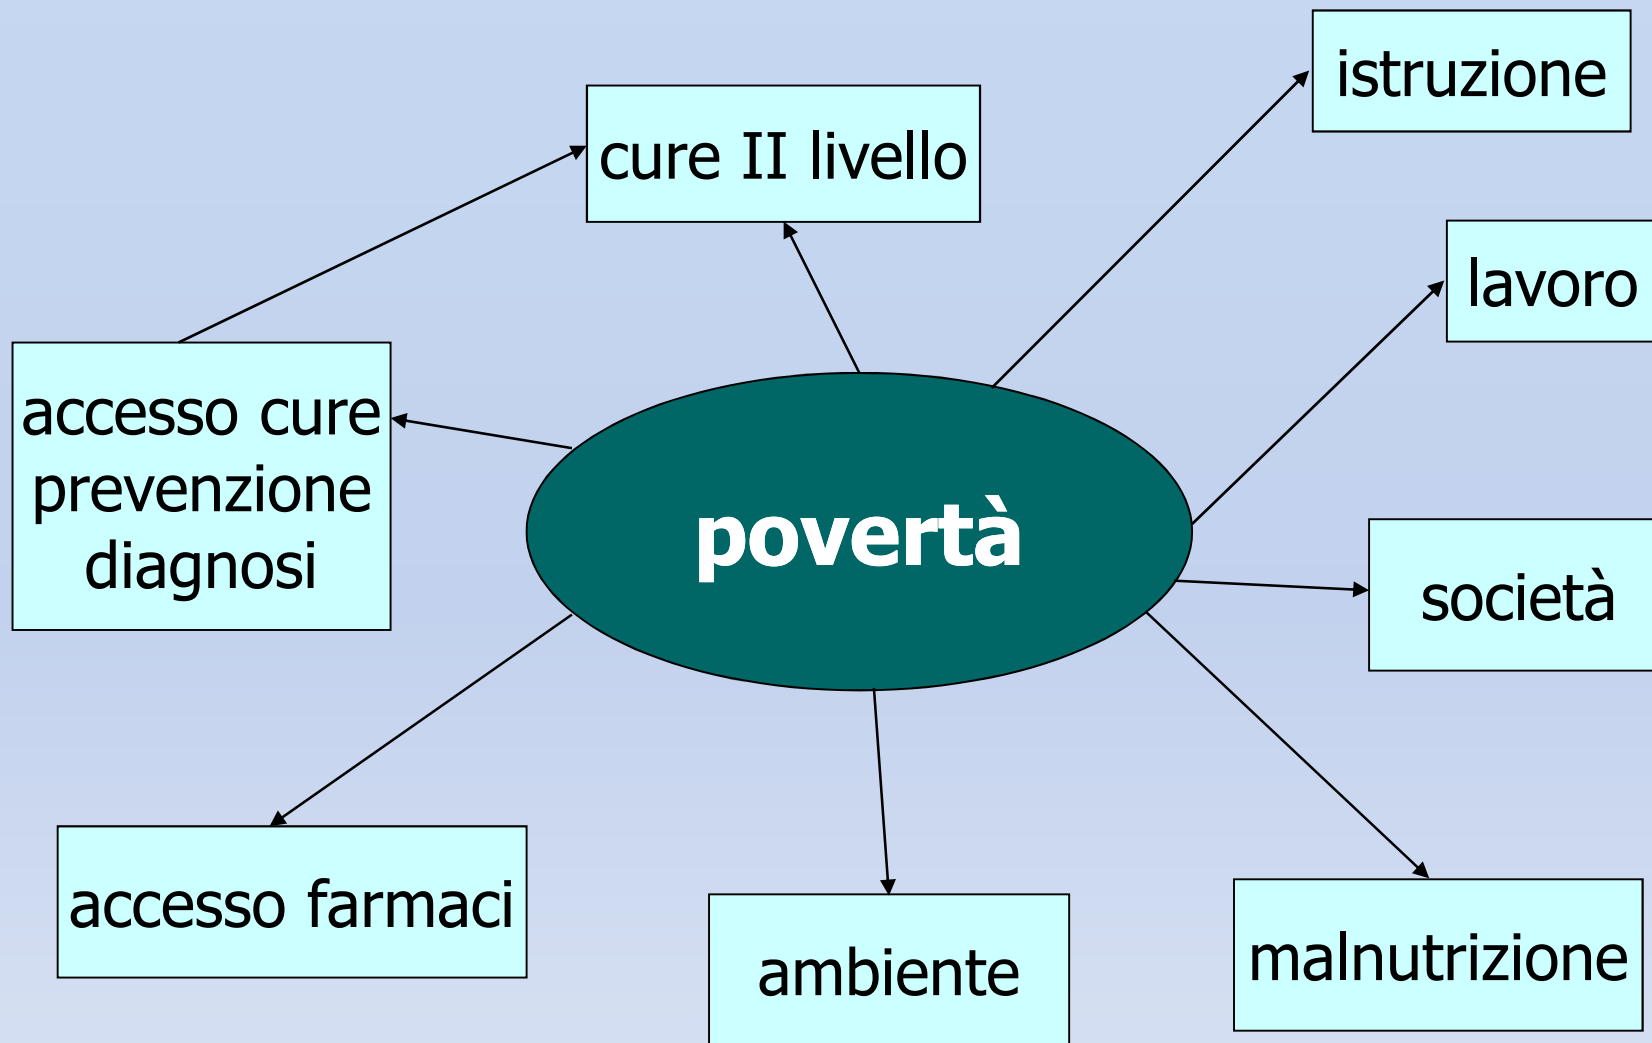 istruzione
cure II livello
lavoro
accesso cure
prevenzione
diagnosi
povertà
società
accesso farmaci
ambiente
malnutrizione